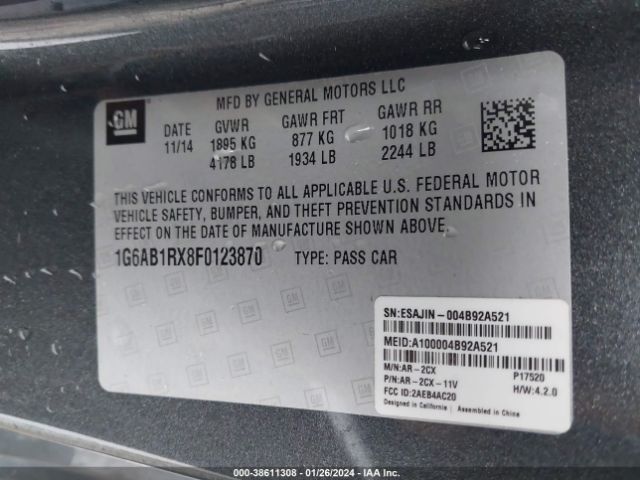 GM
MFD BY GENERAL MOTORS LLC
DATE GVWR GAWR FRT GAWR RR
11/14 1895 KG 877 KG 1018 KG
4178 LB 1934 LB 2244 LB
THIS VEHICLE CONFORMS TO ALL APPLICABLE U.S. FEDERAL MOTOR
VEHICLE SAFETY, BUMPER, AND THEFT PREVENTION STANDARDS IN
EFFECT ON THE DATE OF MANUFACTURE SHOWN ABOVE.
1G6AB1RX8F0123870 TYPE: PASS CAR
SN:ESAJIN-004B92A521
MEID:A100004B92A521
M/N:AR-2CX P17520
P/N:AR-2CX-11V H/W:4.2.0
FCC ID:2AEB4AC20
Designed in California | Assembled in China
000-38611308 - 01/26/2024 - IAA Inc.